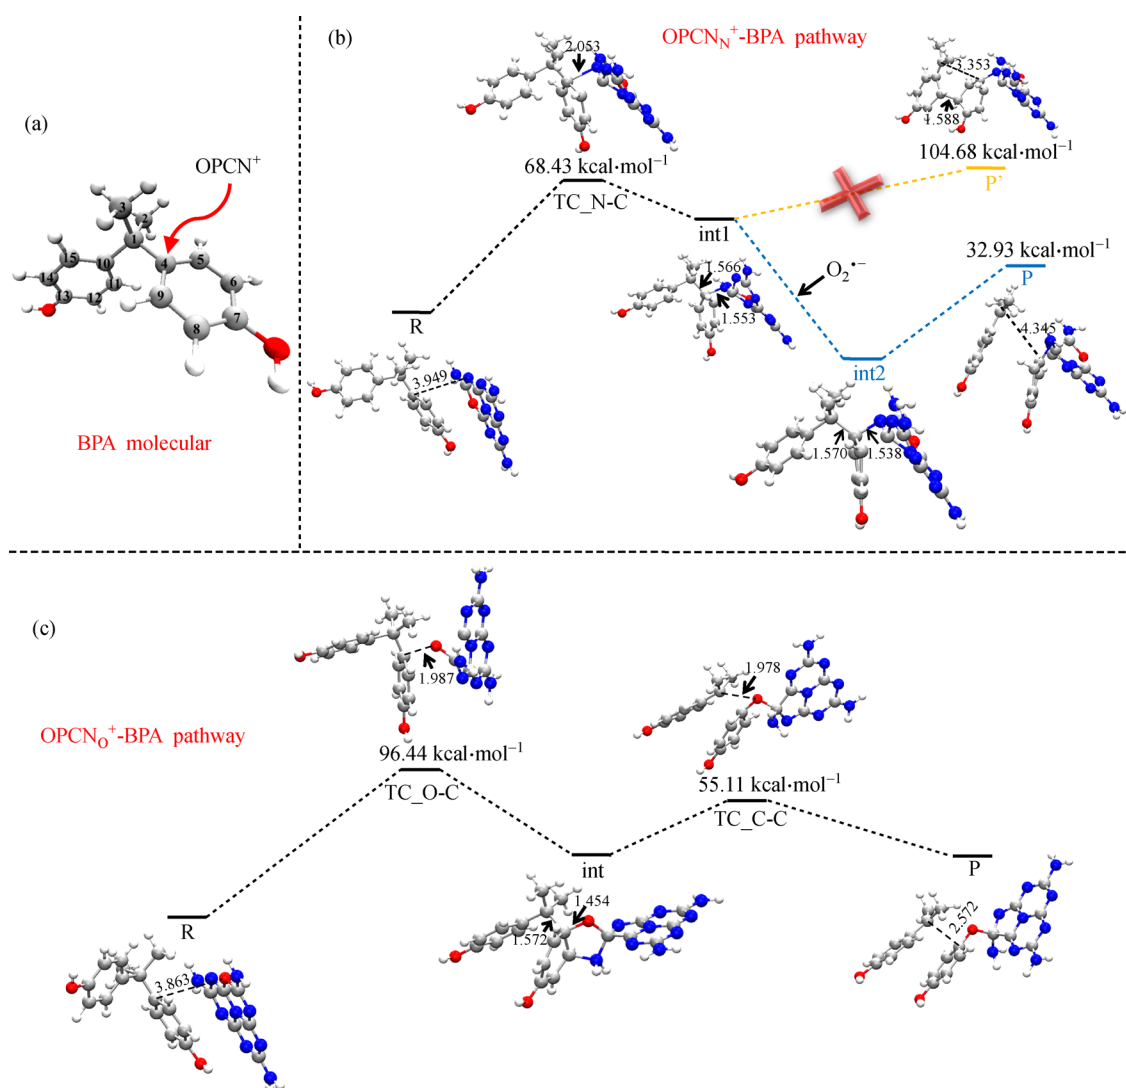 (a)
OPCN⁺
3
2
1
15
10
4
5
14
11
6
13
12
9
7
8
BPA molecular
(b)
OPCN_N⁺-BPA pathway
2.053
3.353
1.588
68.43 kcal·mol⁻¹
TC_N-C
104.68 kcal·mol⁻¹
P'
int1
32.93 kcal·mol⁻¹
P
O₂•⁻
1.566
1.553
R
3.949
4.345
int2
1.570
1.538
(c)
1.987
1.978
OPCN_O⁺-BPA pathway
96.44 kcal·mol⁻¹
TC_O-C
55.11 kcal·mol⁻¹
TC_C-C
int
P
1.454
1.572
R
2.572
3.863